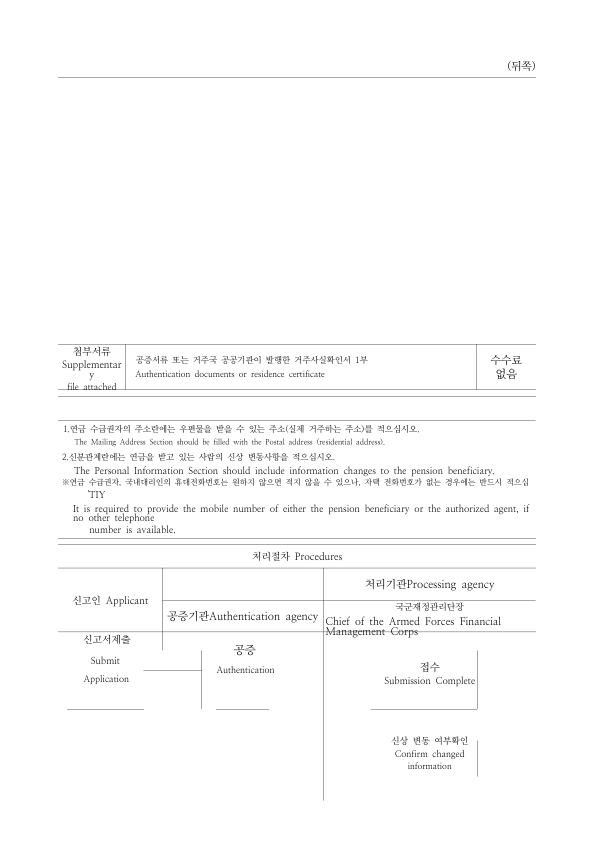 (뒤쪽)
첨부서류
Supplementar
y
file attached
공증서류 또는 거주국 공공기관이 발행한 거주사실확인서 1부
Authentication documents or residence certificate
수수료
없음
1.연금 수급권자의 주소란에는 우편물을 받을 수 있는 주소(실제 거주하는 주소)를 적으십시오.
The Mailing Address Section should be filled with the Postal address (residential address).
2.신분관계란에는 연금을 받고 있는 사람의 신상 변동사항을 적으십시오.
The Personal Information Section should include information changes to the pension beneficiary.
※연금 수급권자, 국내대리인의 휴대전화번호는 원하지 않으면 적지 않을 수 있으나, 자택 전화번호가 없는 경우에는 반드시 적으십
'TIY
It is required to provide the mobile number of either the pension beneficiary or the authorized agent, if
no other telephone
number is available.
처리절차 Procedures
신고인 Applicant
공증기관Authentication agency
처리기관Processing agency
국군재정관리단장
Chief of the Armed Forces Financial
Management Corps
신고서제출
Submit
Application
공증
Authentication
접수
Submission Complete
신상 변동 여부확인
Confirm changed
information